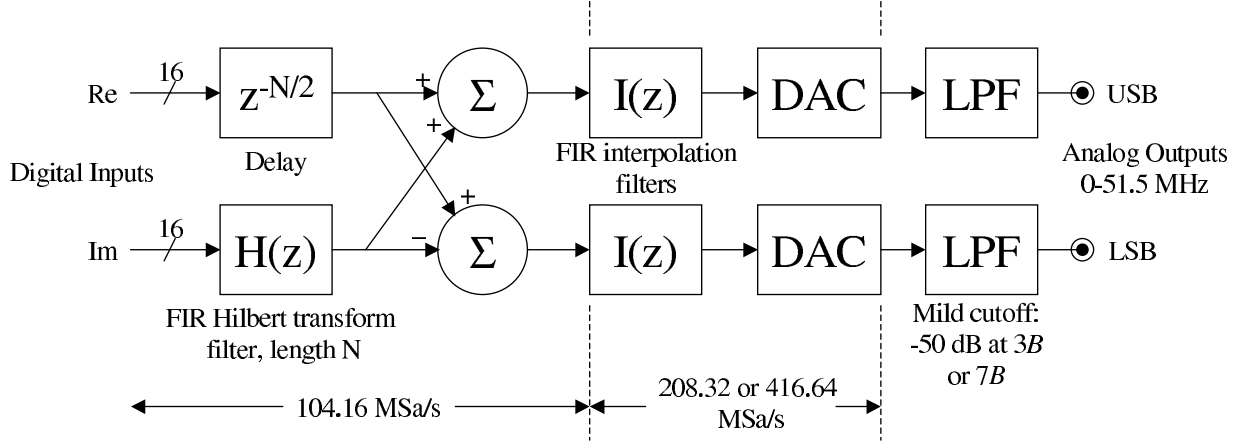 Re
16
z-N/2
Delay
+
+
Σ
I(z)
FIR interpolation
filters
DAC
LPF
USB
Digital Inputs
Analog Outputs
0-51.5 MHz
Im
16
H(z)
FIR Hilbert transform
filter, length N
+
−
Σ
I(z)
DAC
LPF
LSB
Mild cutoff:
-50 dB at 3B
or 7B
104.16 MSa/s
208.32 or 416.64
MSa/s